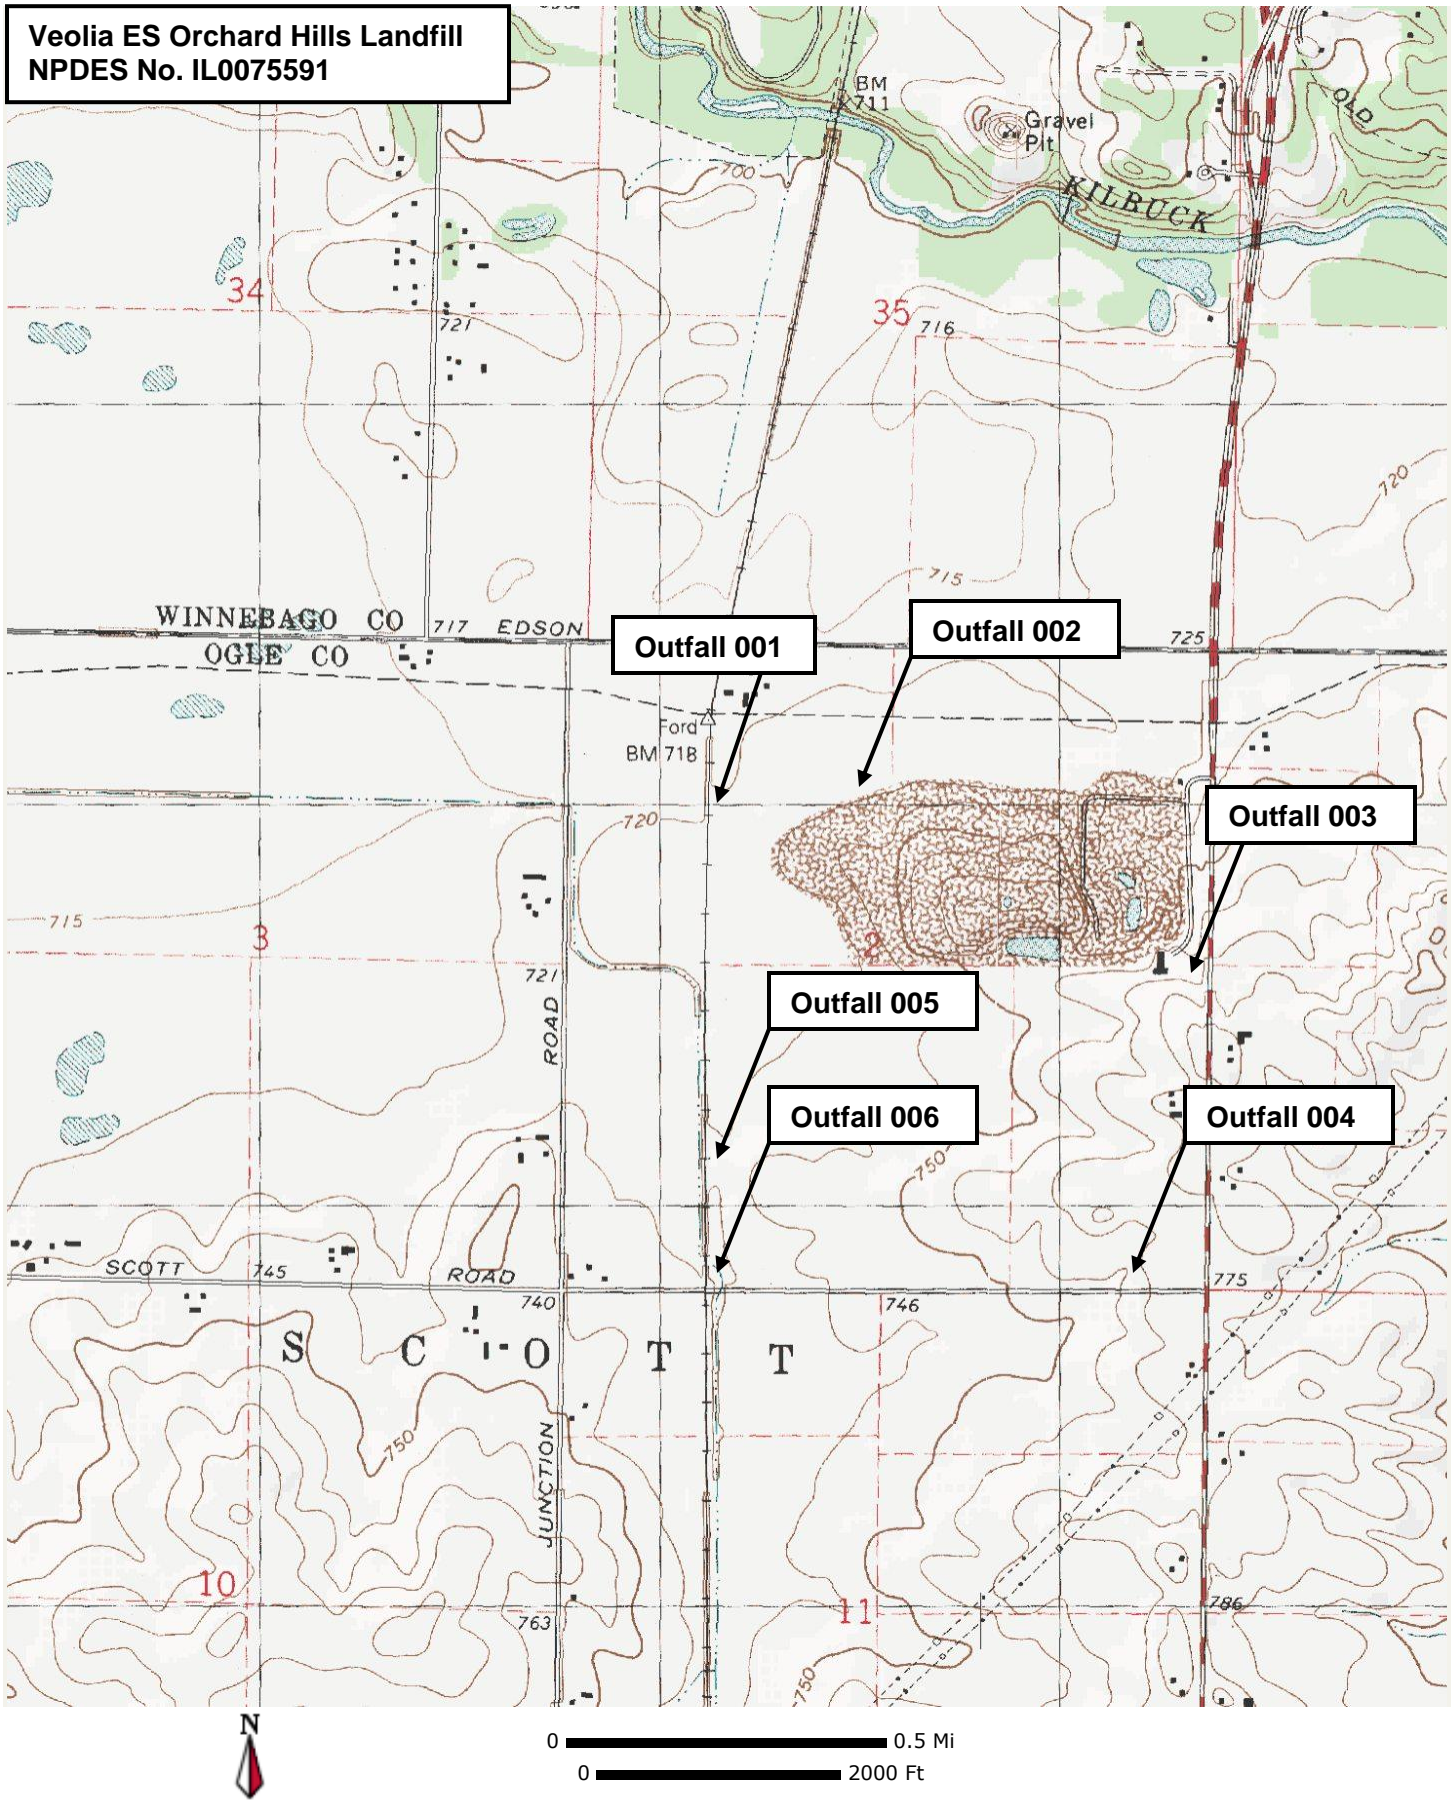 Veolia ES Orchard Hills Landfill
NPDES No. IL0075591
BM
711
Gravel
Pit
OLD
700
KILBUCK
34
721
35
716
720
715
WINNEBAGO CO
717
EDSON
OGLE CO
Outfall 001
Outfall 002
725
Ford
BM 718
720
Outfall 003
715
3
2
721
ROAD
Outfall 005
Outfall 006
Outfall 004
750
SCOTT
745
ROAD
740
746
775
S C O T T
750
JUNCTION
10
763
11
786
750
N
0 0.5 Mi
0 2000 Ft